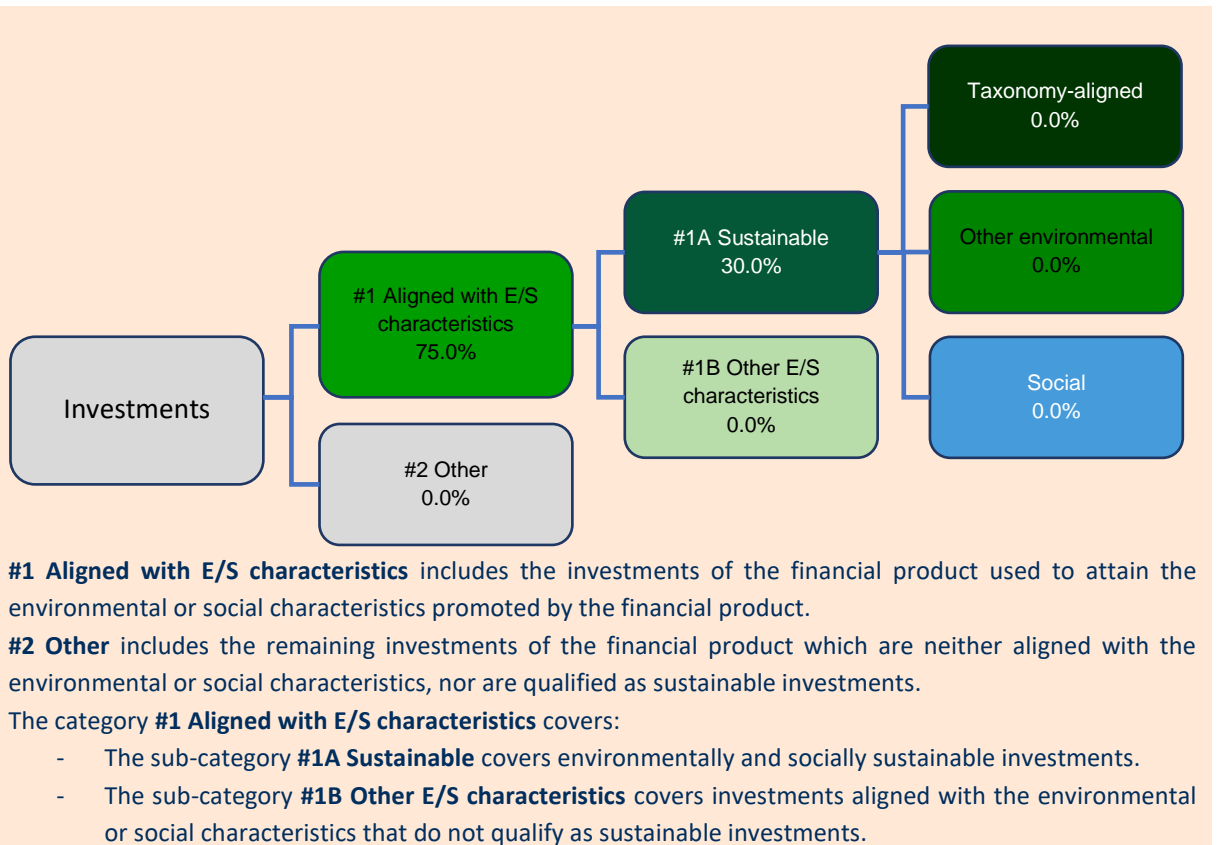 Investments
#1 Aligned with E/S
characteristics
75.0%
#2 Other
0.0%
#1A Sustainable
30.0%
#1B Other E/S
characteristics
0.0%
Taxonomy-aligned
0.0%
Other environmental
0.0%
Social
0.0%
#1 Aligned with E/S characteristics includes the investments of the financial product used to attain the
environmental or social characteristics promoted by the financial product.
#2 Other includes the remaining investments of the financial product which are neither aligned with the
environmental or social characteristics, nor are qualified as sustainable investments.
The category #1 Aligned with E/S characteristics covers:
- The sub-category #1A Sustainable covers environmentally and socially sustainable investments.
- The sub-category #1B Other E/S characteristics covers investments aligned with the environmental
or social characteristics that do not qualify as sustainable investments.